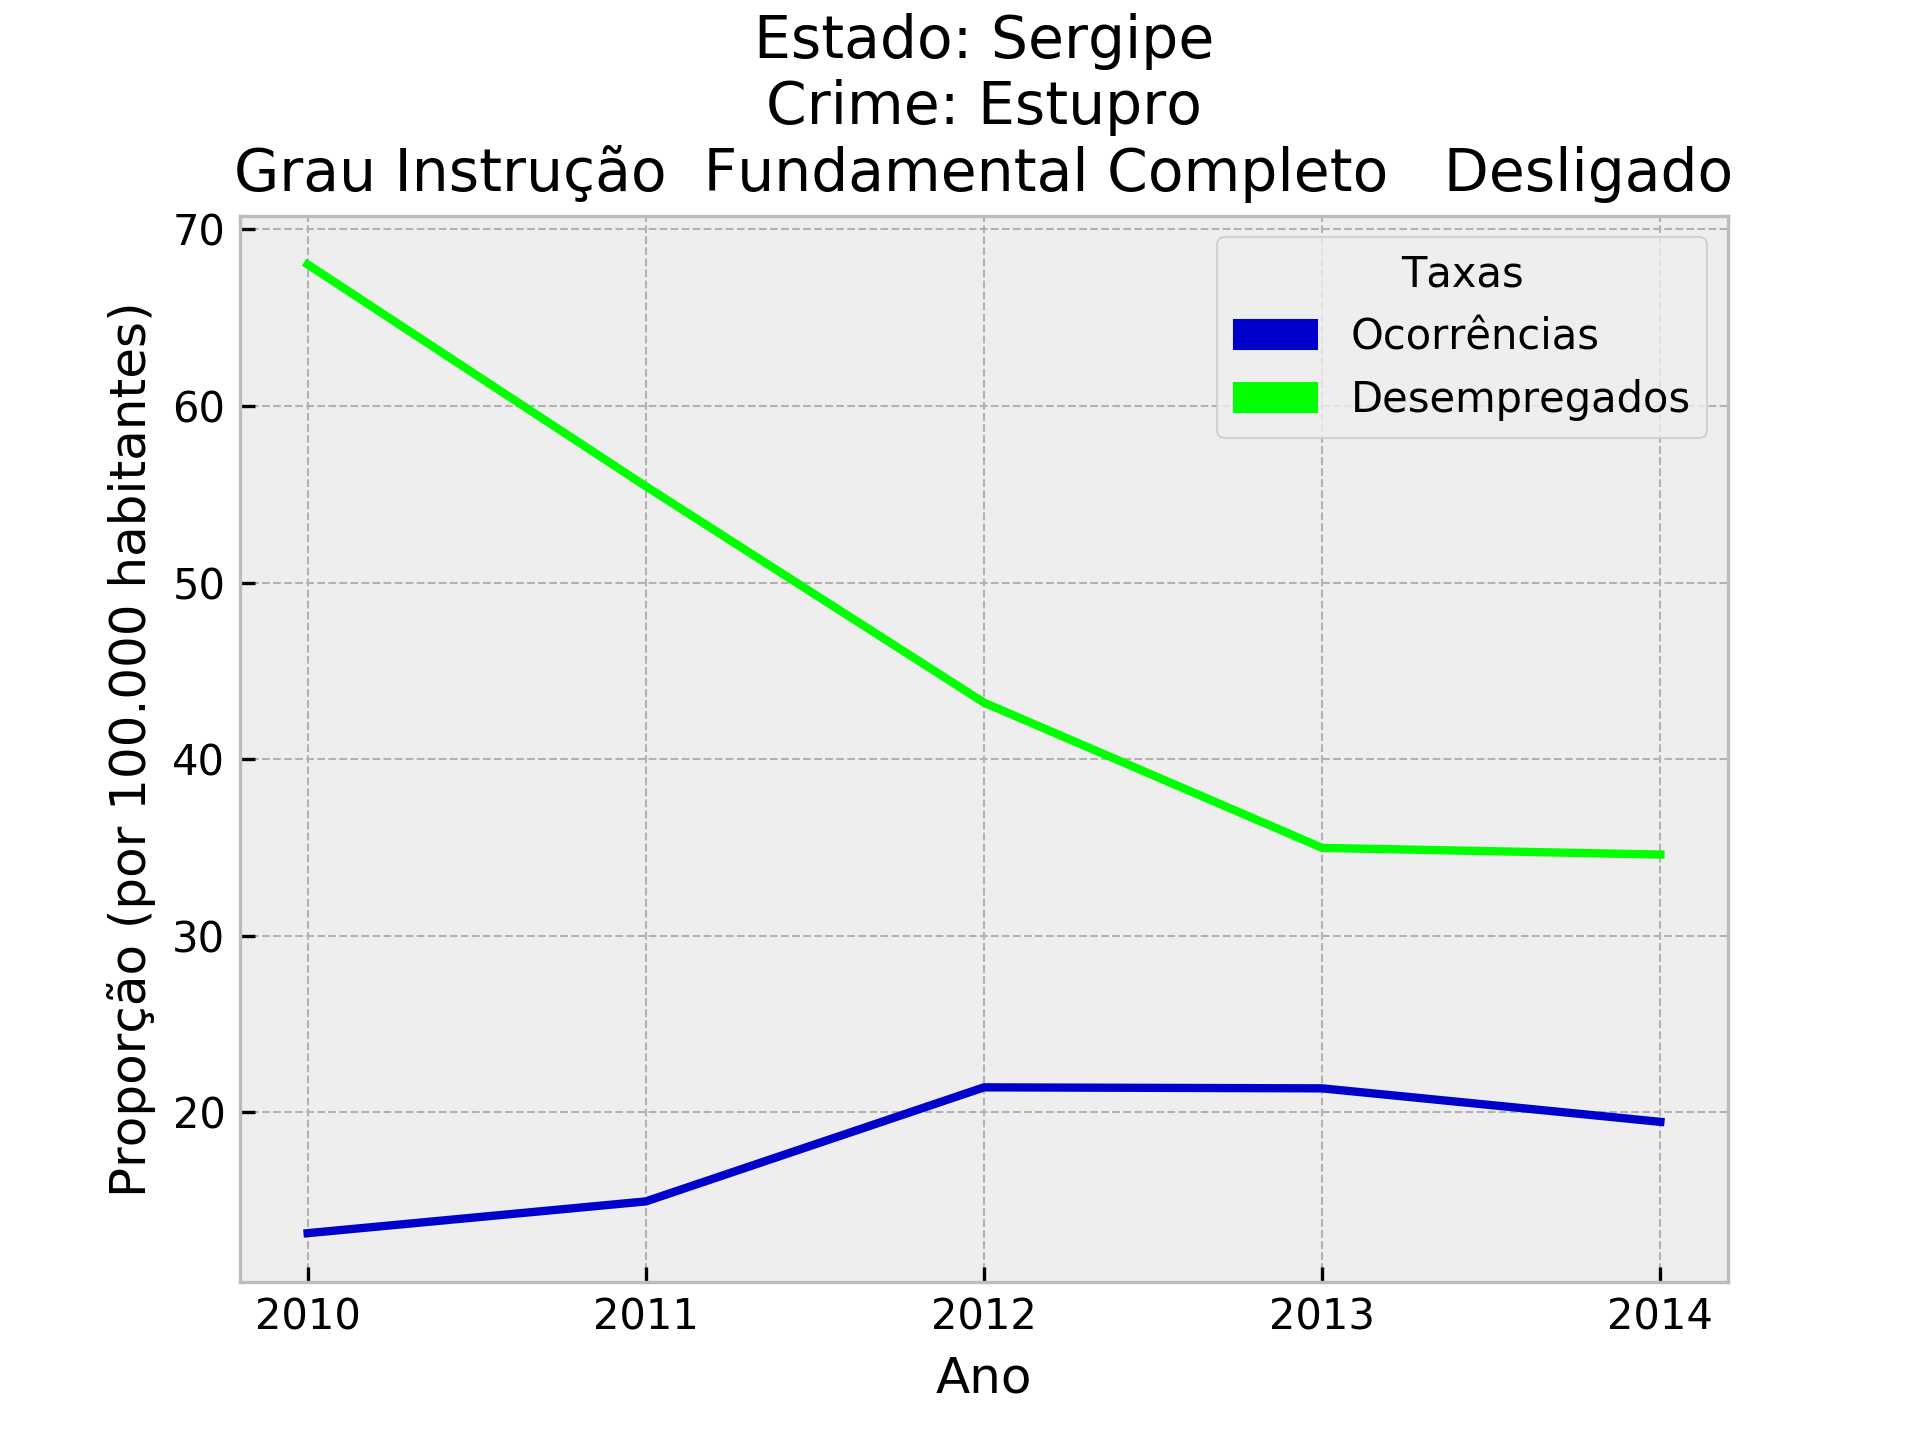 Estado: Sergipe
Crime: Estupro
Grau Instrução  Fundamental Completo   Desligado
70
60
50
40
30
20
Proporção (por 100.000 habitantes)
Taxas
Ocorrências
Desempregados
2010 2011 2012 2013 2014
Ano